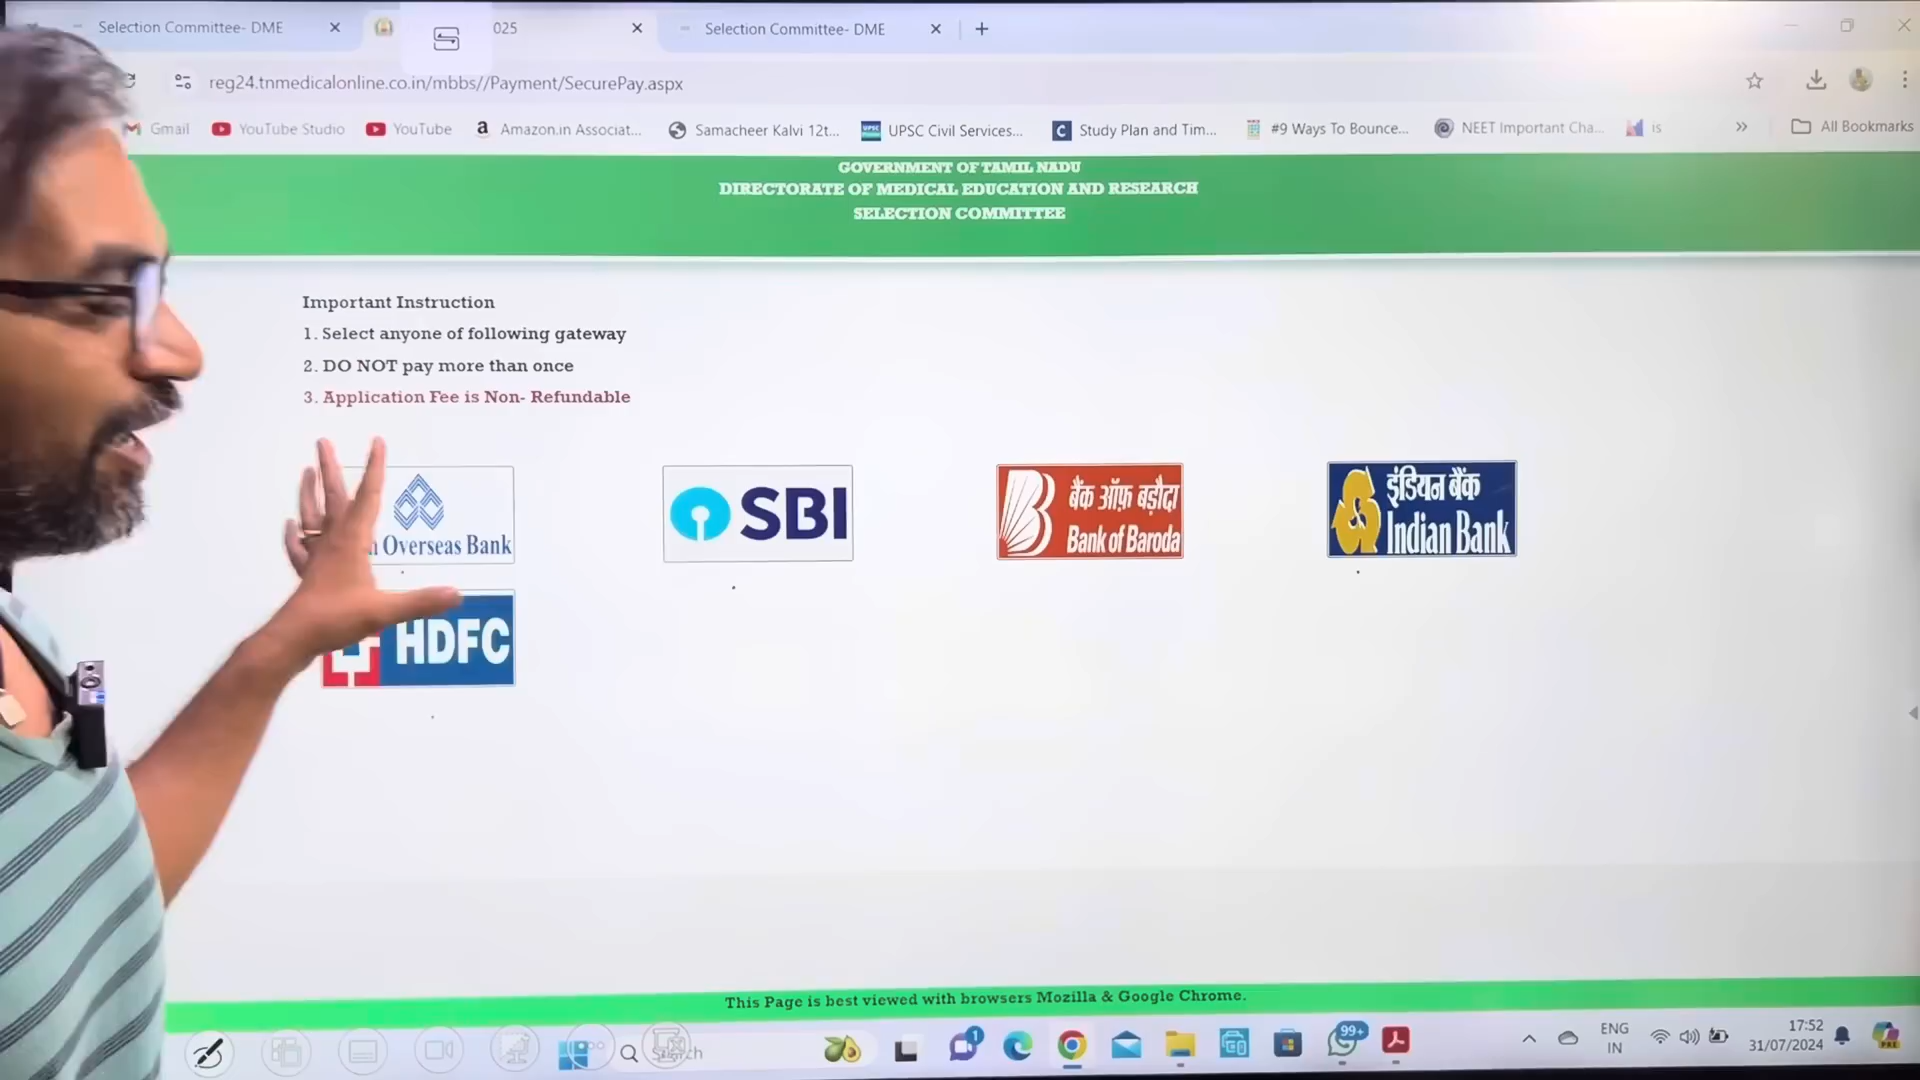 Selection Committee- DME
025
Selection Committee- DME
reg24.tnmedicalonline.co.in/mbbs//Payment/SecurePay.aspx
Gmail
YouTube Studio
YouTube
Amazon.in Associat...
Samacheer Kalvi 12t...
UPSC Civil Services...
Study Plan and Tim...
#9 Ways To Bounce...
NEET Important Cha...
is
All Bookmarks
GOVERNMENT OF TAMIL NADU
DIRECTORATE OF MEDICAL EDUCATION AND RESEARCH
SELECTION COMMITTEE
Important Instruction
1. Select anyone of following gateway
2. DO NOT pay more than once
3. Application Fee is Non- Refundable
Overseas Bank
SBI
बैंक ऑफ़ बड़ौदा
Bank of Baroda
इंडियन बैंक
Indian Bank
HDFC
This Page is best viewed with browsers Mozilla & Google Chrome.
Search
1
99+
ENG
IN
17:52
31/07/2024